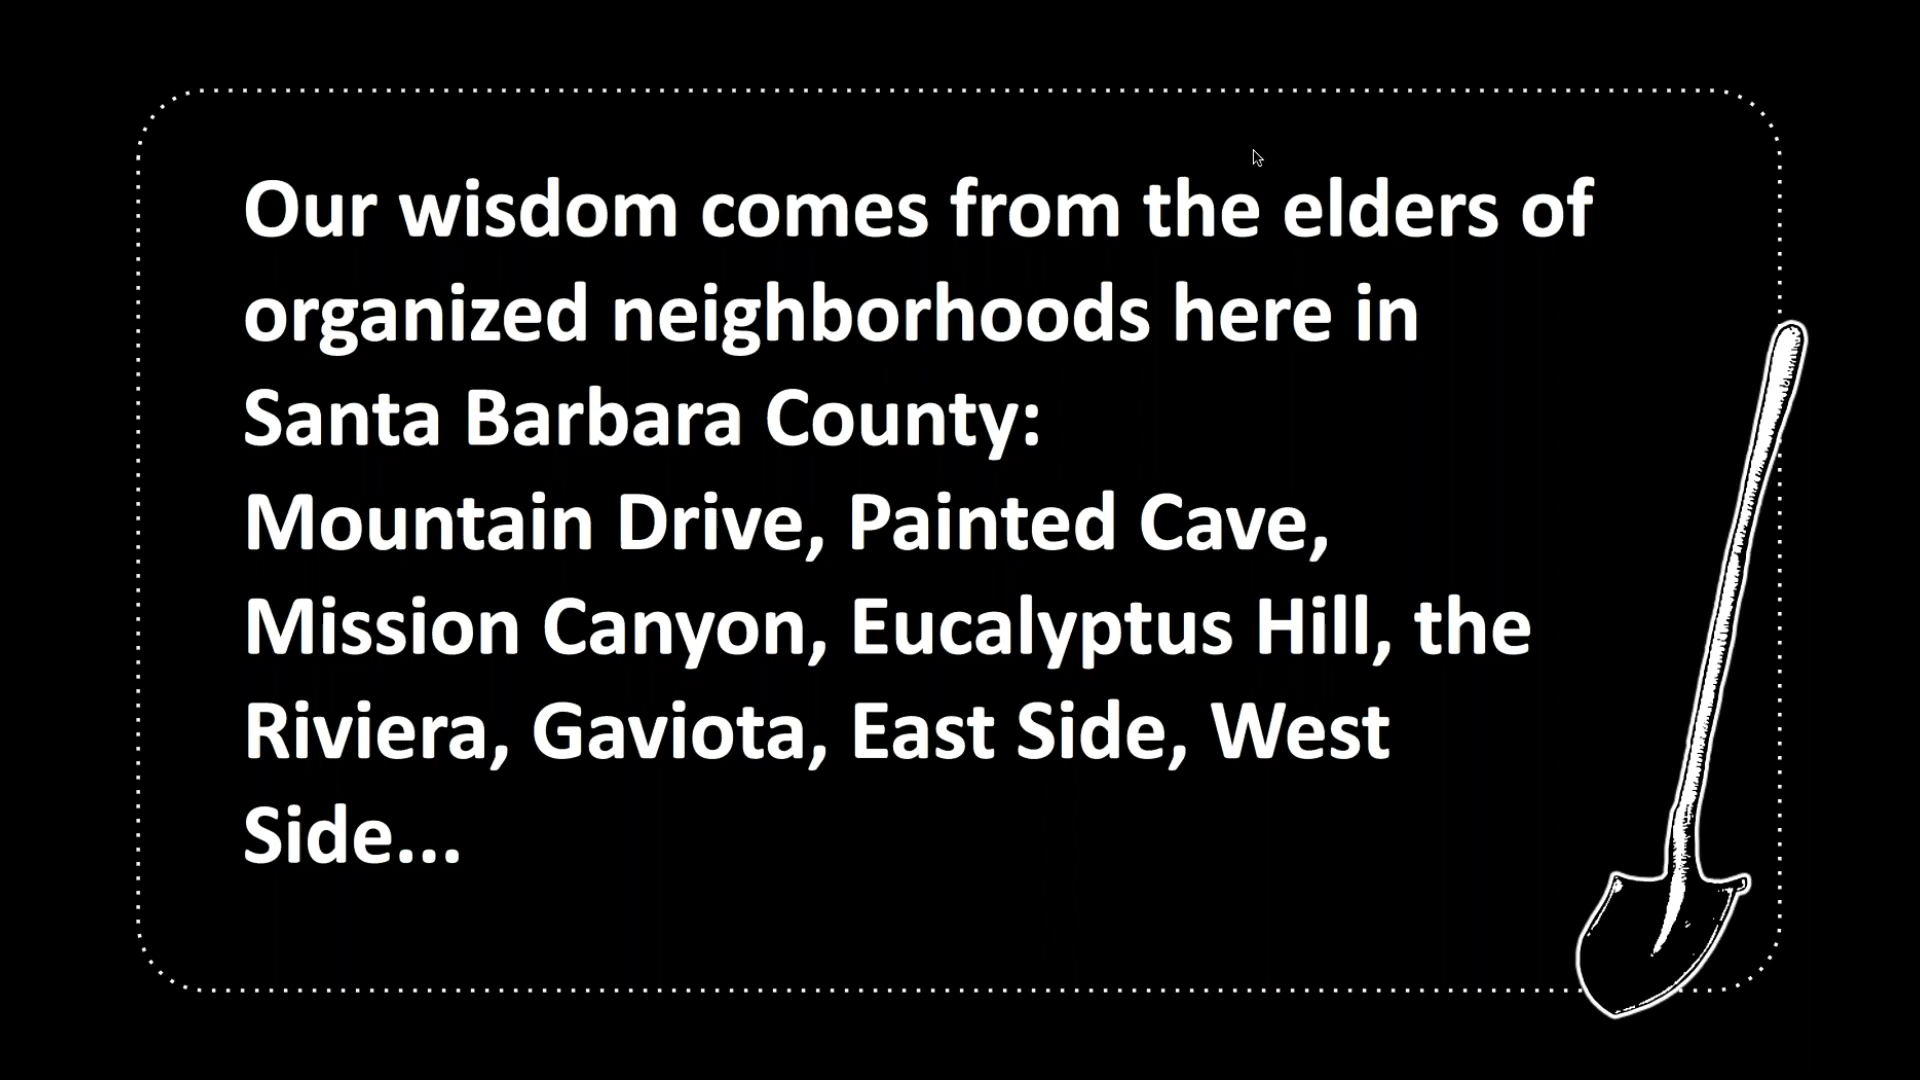 Our wisdom comes from the elders of
organized neighborhoods here in
Santa Barbara County:
Mountain Drive, Painted Cave,
Mission Canyon, Eucalyptus Hill, the
Riviera, Gaviota, East Side, West
Side...